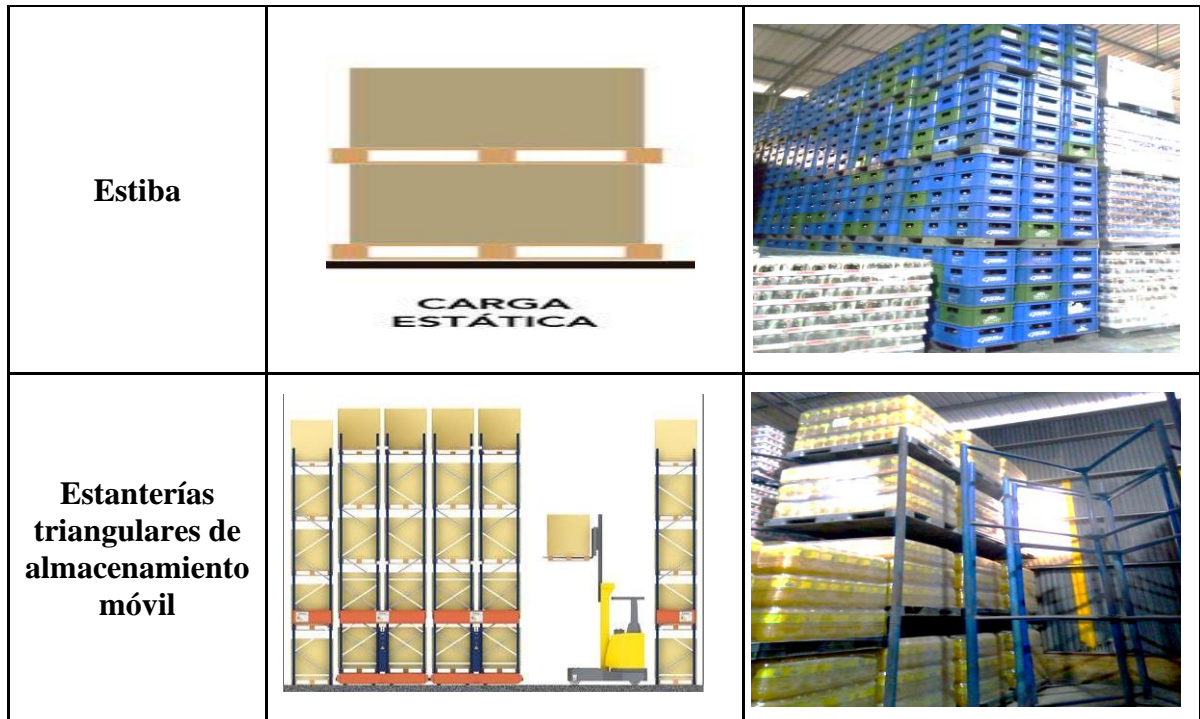 Estiba
CARGA
ESTÁTICA
Estanterías
triangulares de
almacenamiento
móvil